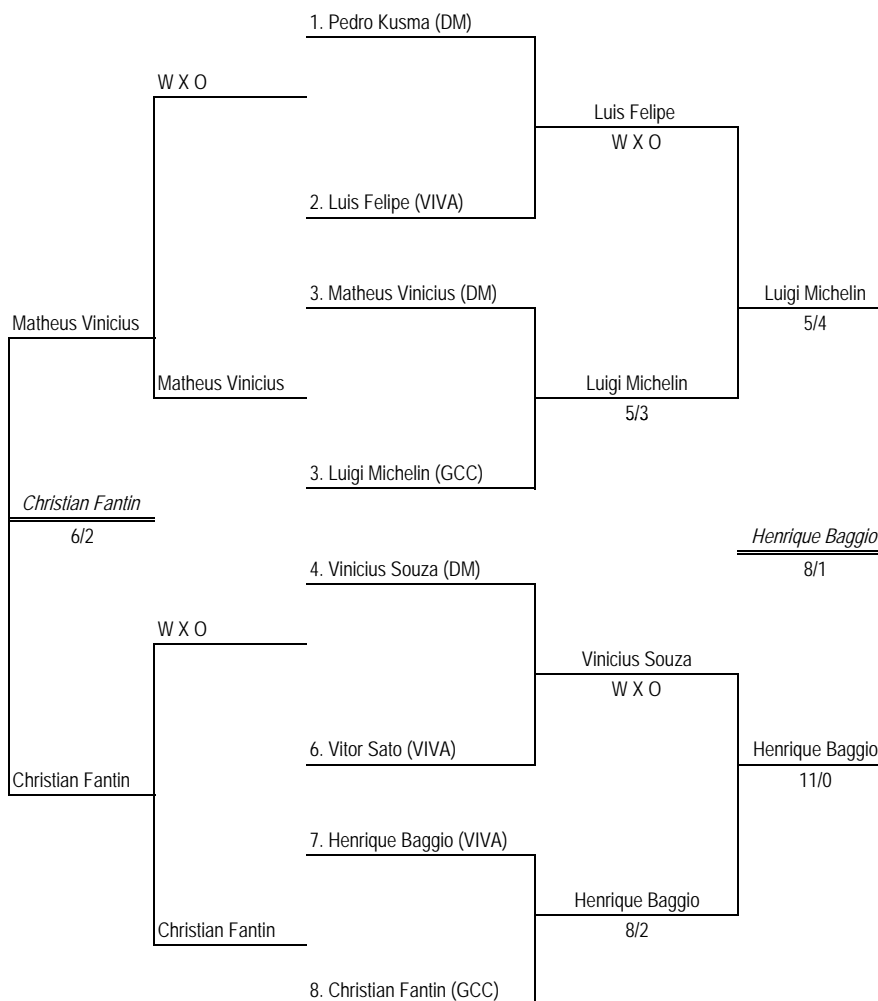 1. Pedro Kusma (DM)
W X O
Luis Felipe
W X O
2. Luis Felipe (VIVA)
3. Matheus Vinicius (DM)
Luigi Michelin
5/4
Matheus Vinicius
Matheus Vinicius
Luigi Michelin
5/3
3. Luigi Michelin (GCC)
Christian Fantin
6/2
Henrique Baggio
8/1
4. Vinicius Souza (DM)
W X O
Vinicius Souza
W X O
6. Vitor Sato (VIVA)
Henrique Baggio
11/0
Christian Fantin
7. Henrique Baggio (VIVA)
Henrique Baggio
8/2
Christian Fantin
8. Christian Fantin (GCC)